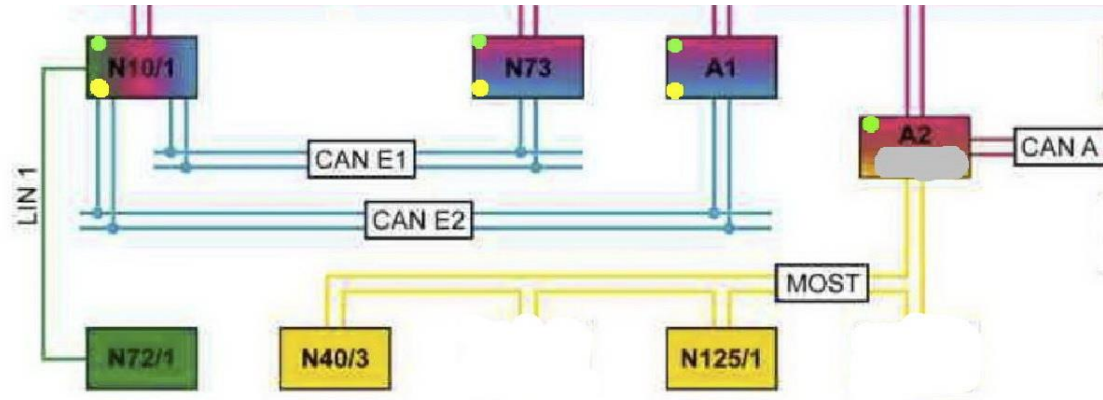 N10/1
N73
A1
A2
CAN A
CAN E1
LIN 1
CAN E2
MOST
N72/1
N40/3
N125/1